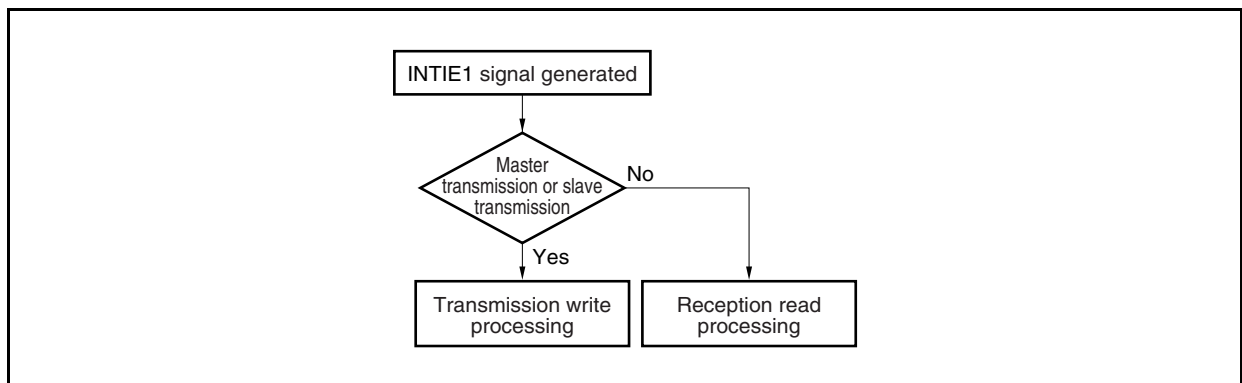 INTIE1 signal generated
Master
transmission or slave
transmission
No
Yes
Transmission write
processing
Reception read
processing